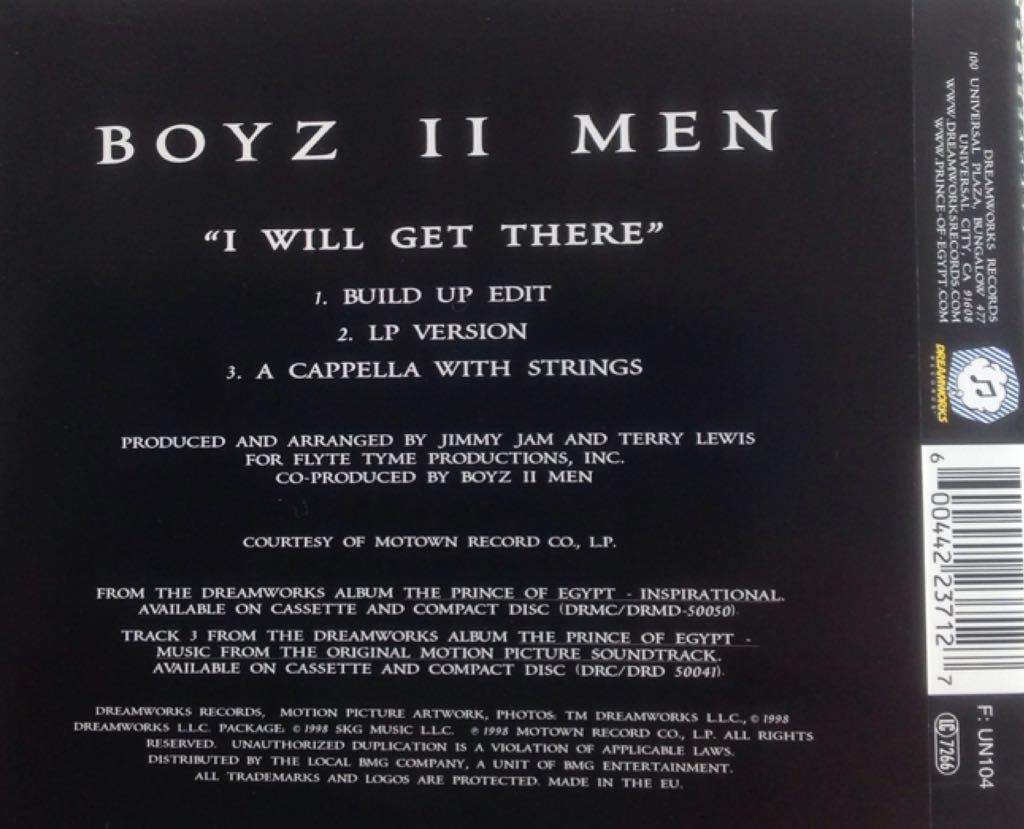 BOYZ II MEN
"I WILL GET THERE"
1. BUILD UP EDIT
2. LP VERSION
3. A CAPPELLA WITH STRINGS
PRODUCED AND ARRANGED BY JIMMY JAM AND TERRY LEWIS
FOR FLYTE TYME PRODUCTIONS, INC.
CO-PRODUCED BY BOYZ II MEN
COURTESY OF MOTOWN RECORD CO., L.P.
FROM THE DREAMWORKS ALBUM THE PRINCE OF EGYPT - INSPIRATIONAL.
AVAILABLE ON CASSETTE AND COMPACT DISC (DRMC/DRMD-50050).
TRACK 3 FROM THE DREAMWORKS ALBUM THE PRINCE OF EGYPT -
MUSIC FROM THE ORIGINAL MOTION PICTURE SOUNDTRACK.
AVAILABLE ON CASSETTE AND COMPACT DISC (DRC/DRD 50041).
DREAMWORKS RECORDS, MOTION PICTURE ARTWORK, PHOTOS: TM DREAMWORKS L.L.C., © 1998
DREAMWORKS L.L.C. PACKAGE: © 1998 SKG MUSIC L.L.C. ℗ 1998 MOTOWN RECORD CO., L.P. ALL RIGHTS
RESERVED. UNAUTHORIZED DUPLICATION IS A VIOLATION OF APPLICABLE LAWS.
DISTRIBUTED BY THE LOCAL BMG COMPANY, A UNIT OF BMG ENTERTAINMENT.
ALL TRADEMARKS AND LOGOS ARE PROTECTED. MADE IN THE EU.
DREAMWORKS RECORDS
100 UNIVERSAL PLAZA, BUNGALOW 477
UNIVERSAL CITY, CA 91608
WWW.DREAMWORKSRECORDS.COM
WWW.PRINCE-OF-EGYPT.COM
DREAMWORKS
RECORDS
6 00442 23712 7
LC 7266
F: UN104